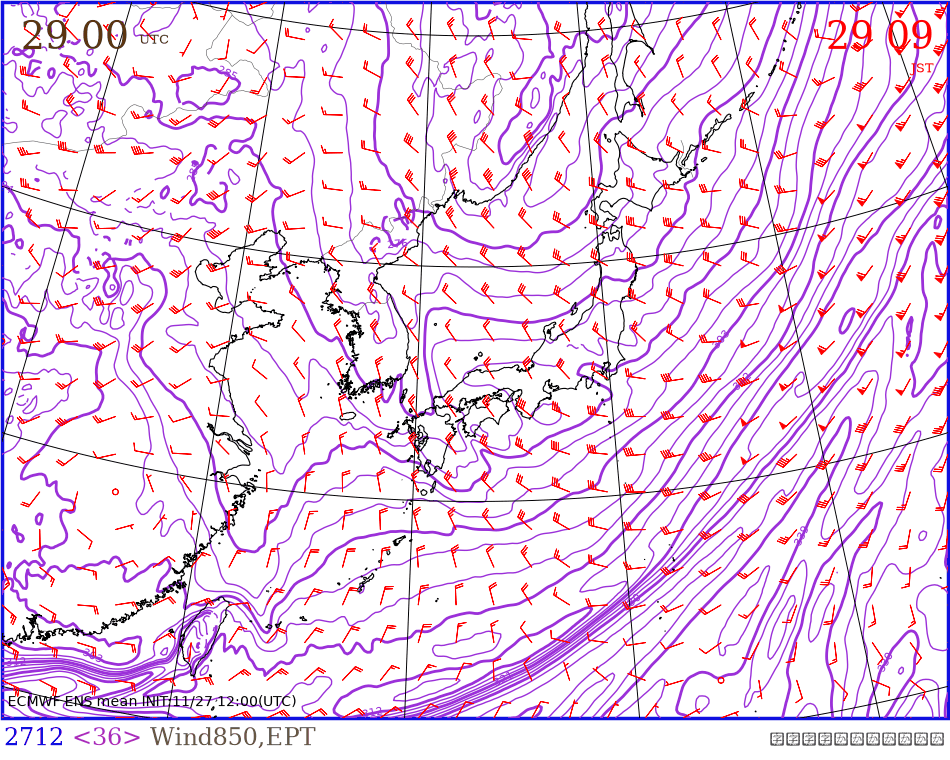 29 00 UTC
29 09
JST
ECMWF ENS mean INIT/11/27,12:00(UTC)
2712 <36> Wind850,EPT